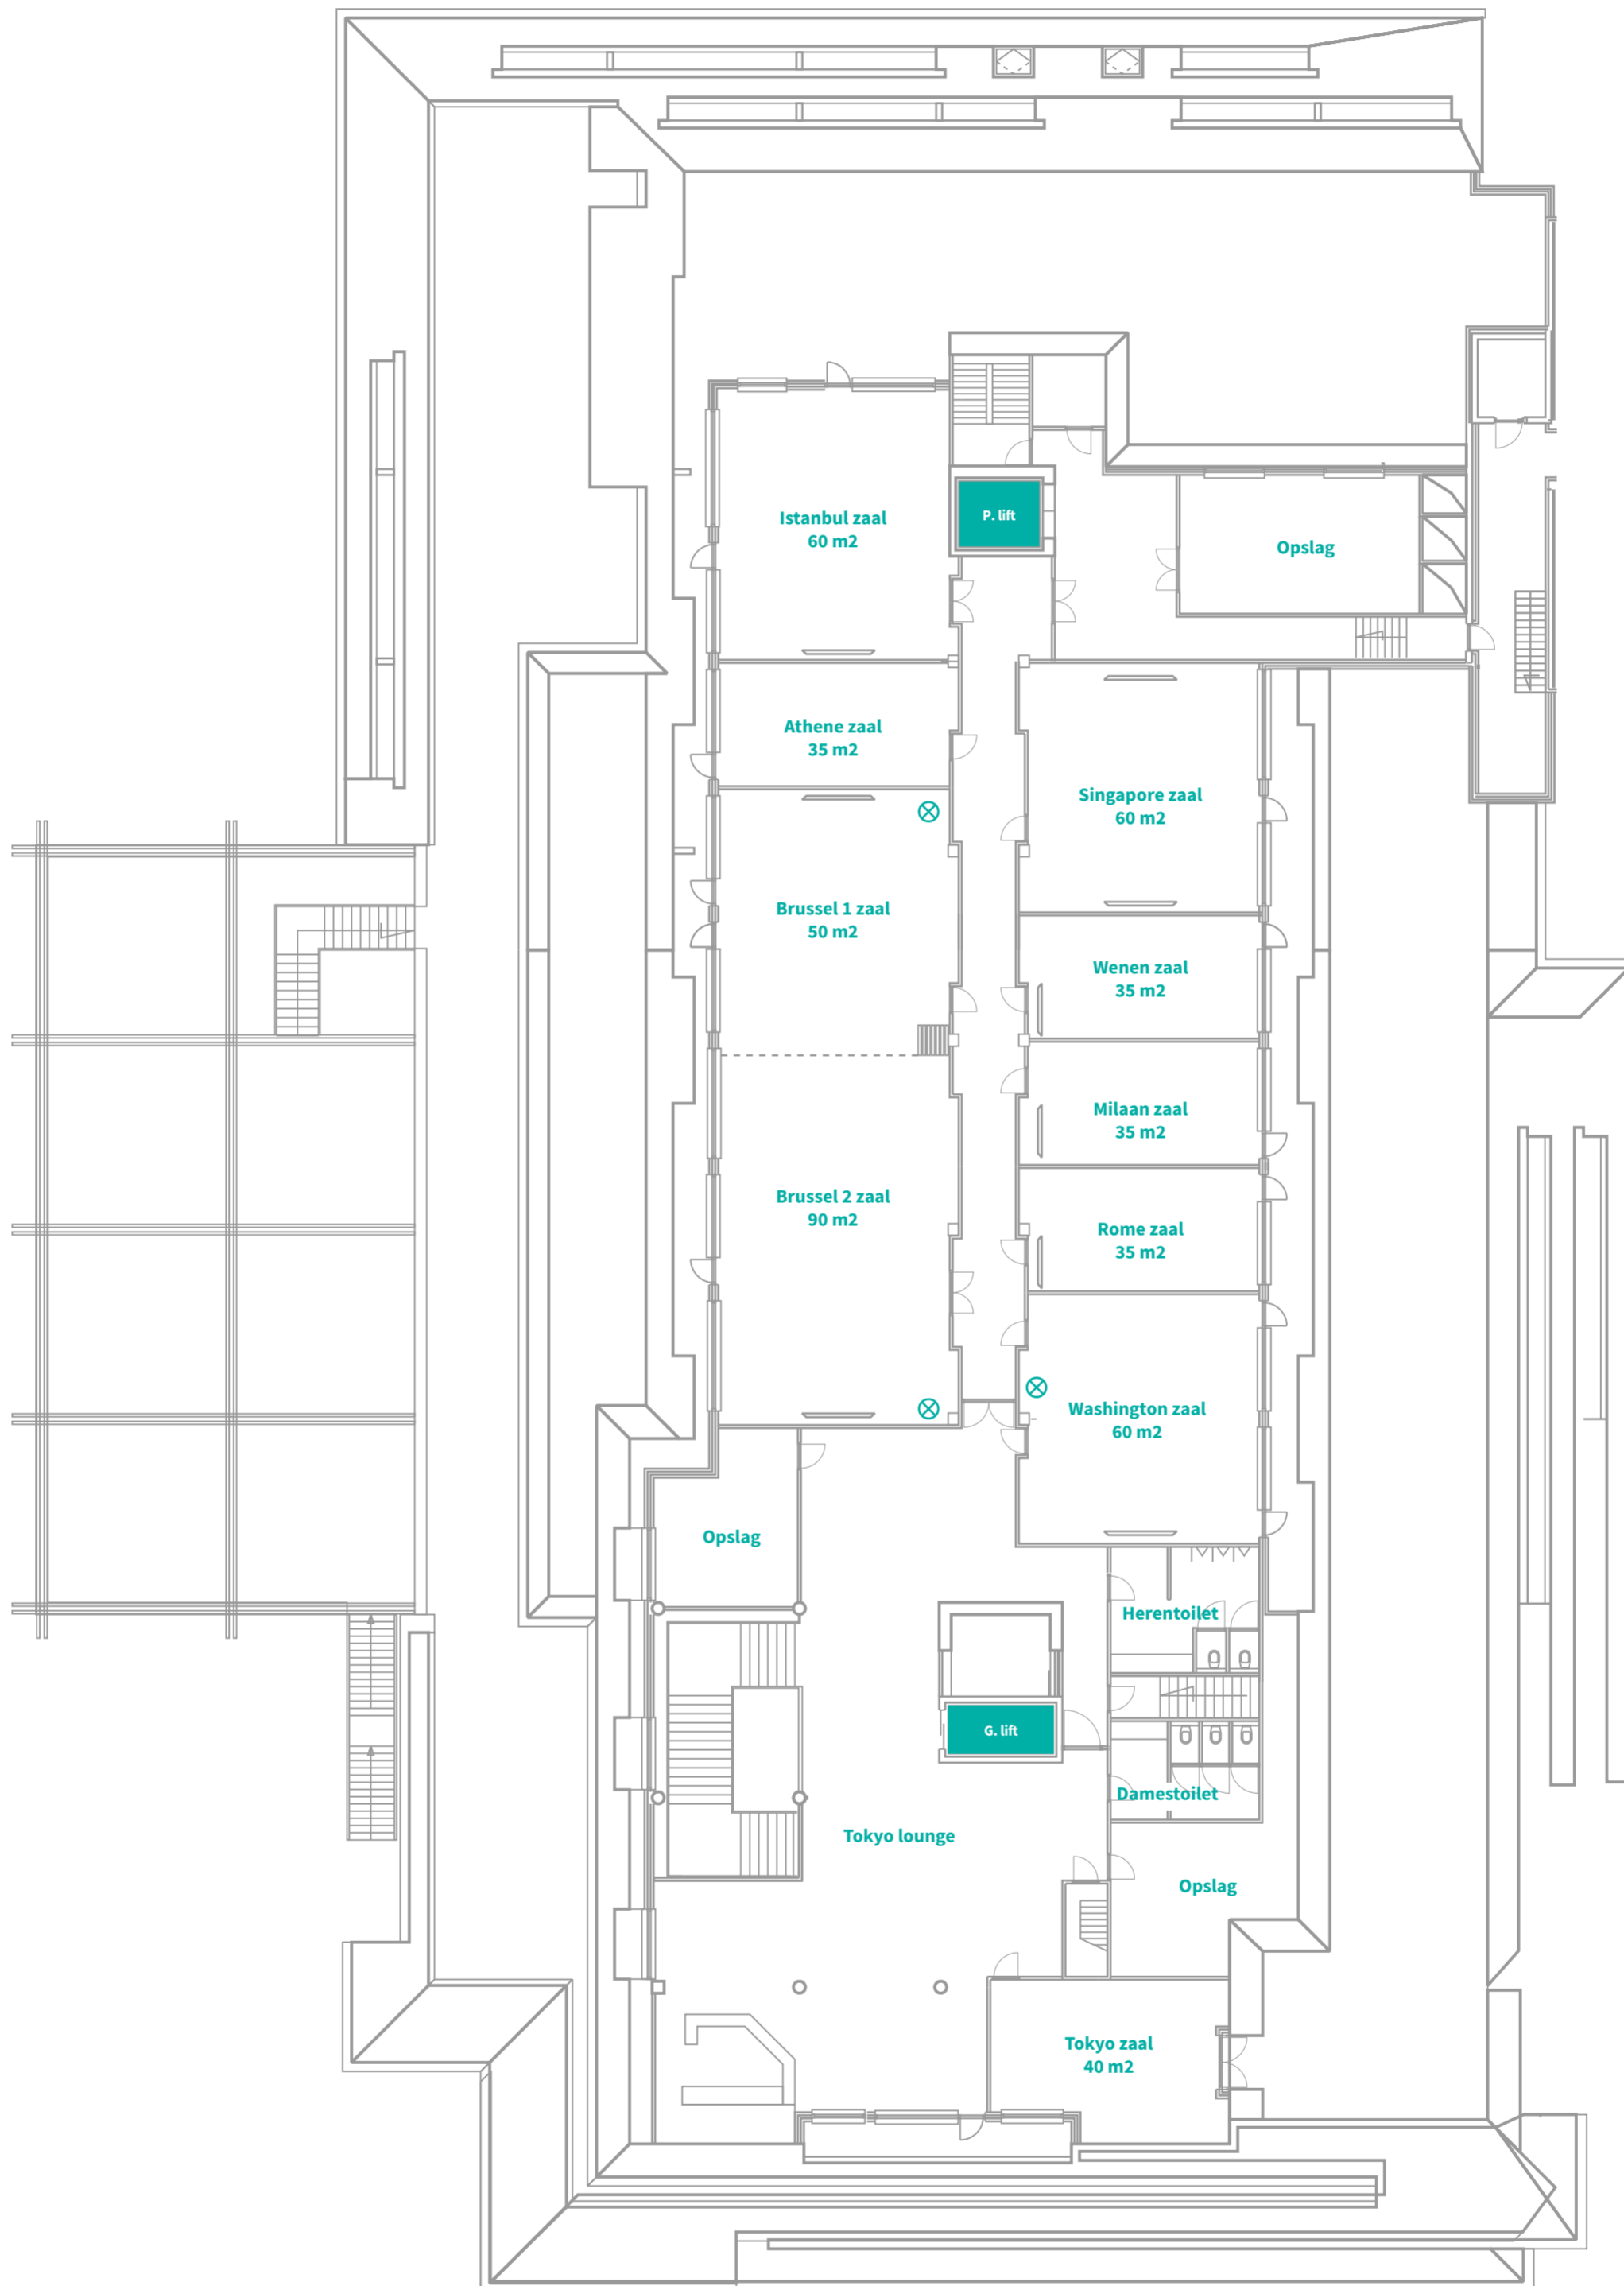 P. lift
Istanbul zaal
60 m2
Opslag
Athene zaal
35 m2
Singapore zaal
60 m2
Brussel 1 zaal
50 m2
Wenen zaal
35 m2
Milaan zaal
35 m2
Brussel 2 zaal
90 m2
Rome zaal
35 m2
Washington zaal
60 m2
Opslag
Herentoilet
G. lift
Damestoilet
Tokyo lounge
Opslag
Tokyo zaal
40 m2